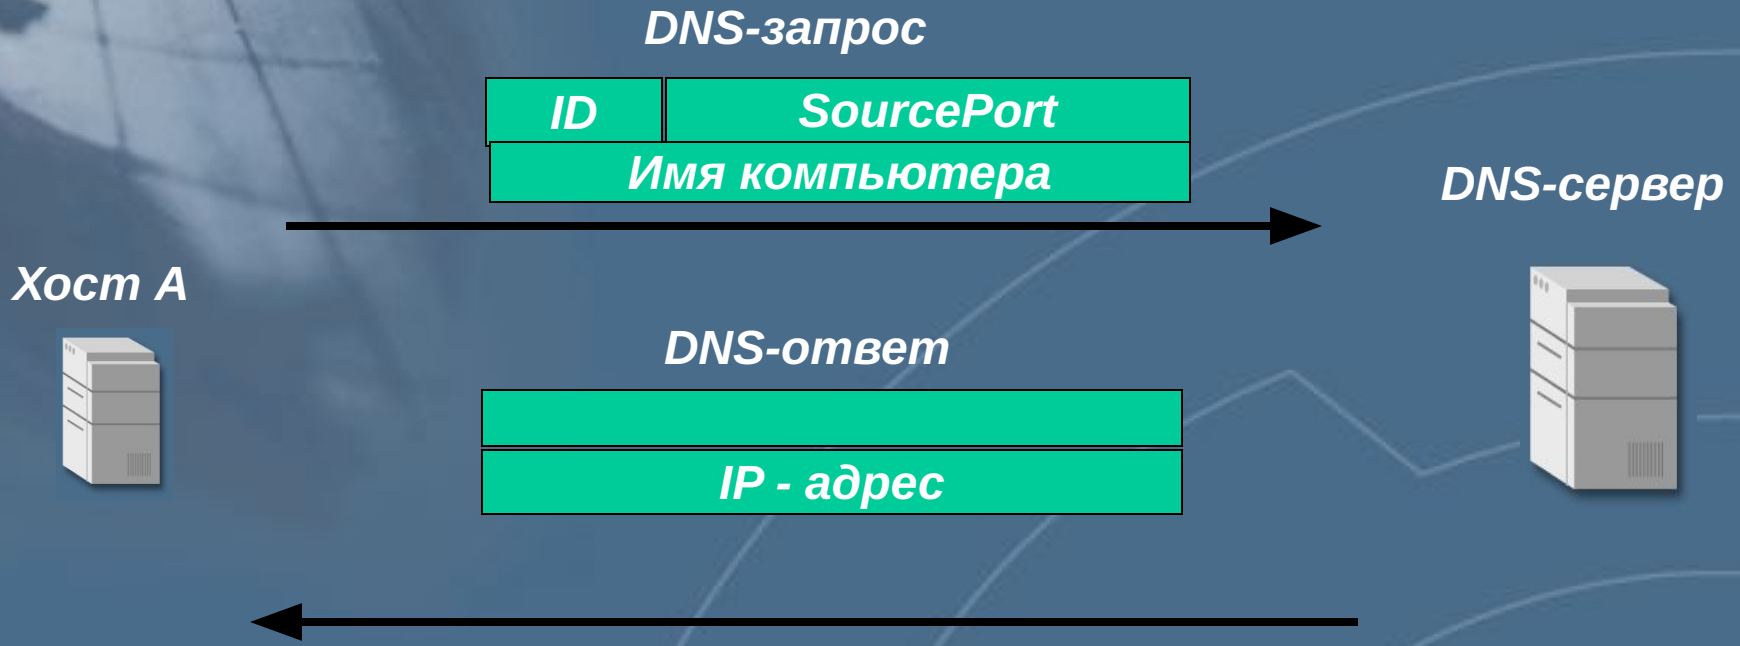 DNS-запрос
ID
SourcePort
Имя компьютера
DNS-сервер
Хост А
DNS-ответ
IP - адрес